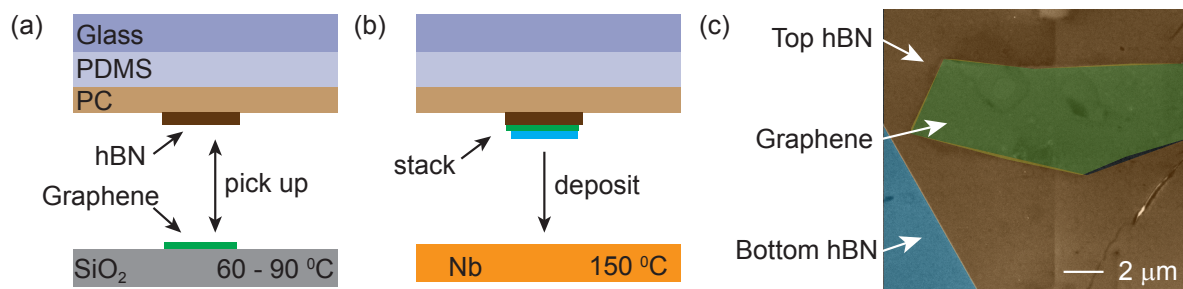 (a)
Glass
PDMS
PC
hBN
pick up
Graphene
SiO₂
60 - 90 ⁰C
(b)
stack
deposit
Nb
150 ⁰C
(c)
Top hBN
Graphene
Bottom hBN
2 μm